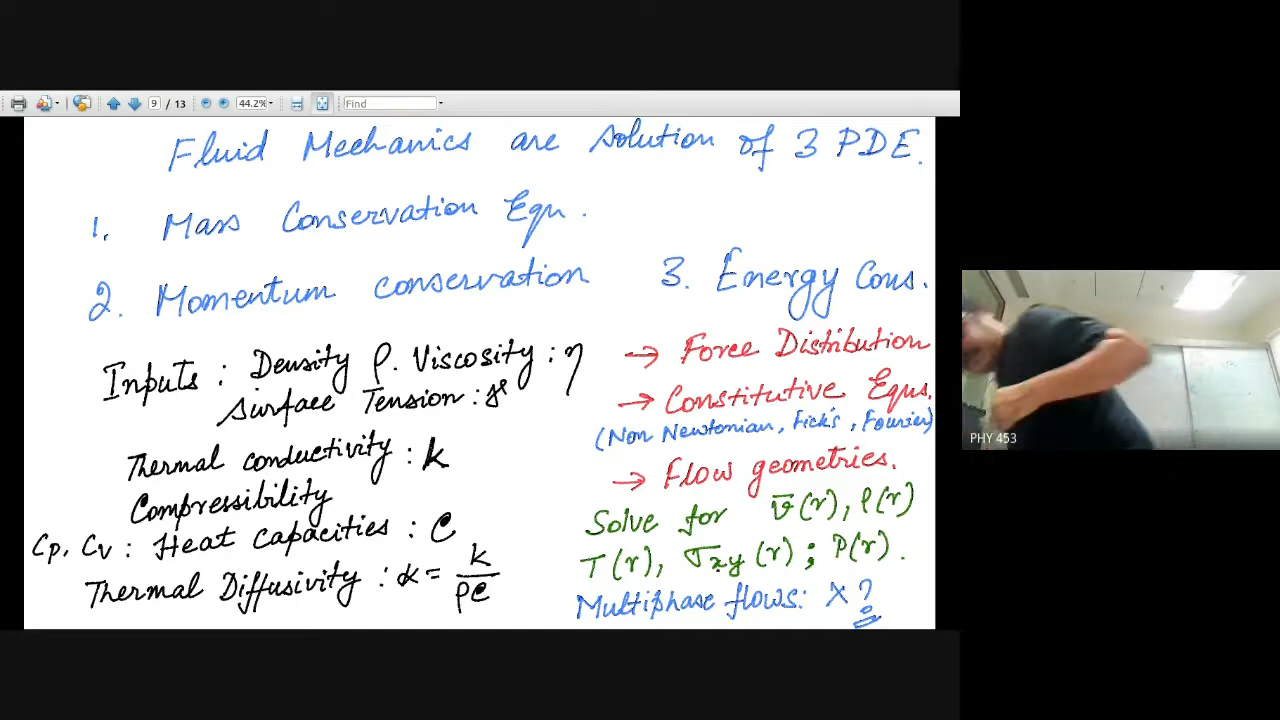 9 / 13 44.2% Find
Fluid Mechanics are solution of 3 PDE.
1. Mass Conservation Eqn.
2. Momentum conservation 3. Energy Cons.
Inputs : Density ρ. Viscosity : η
Surface Tension : γ
Thermal conductivity : k
Compressibility
Cp, Cv : Heat capacities : C
Thermal Diffusivity : α = k/ρC
→ Force Distribution
→ Constitutive Equs.
(Non Newtonian, Fick's, Fourier)
→ Flow geometries.
Solve for v̄(r), ρ(r)
T(r), σxy(r) ; P(r).
Multiphase flows : X ?
PHY 453